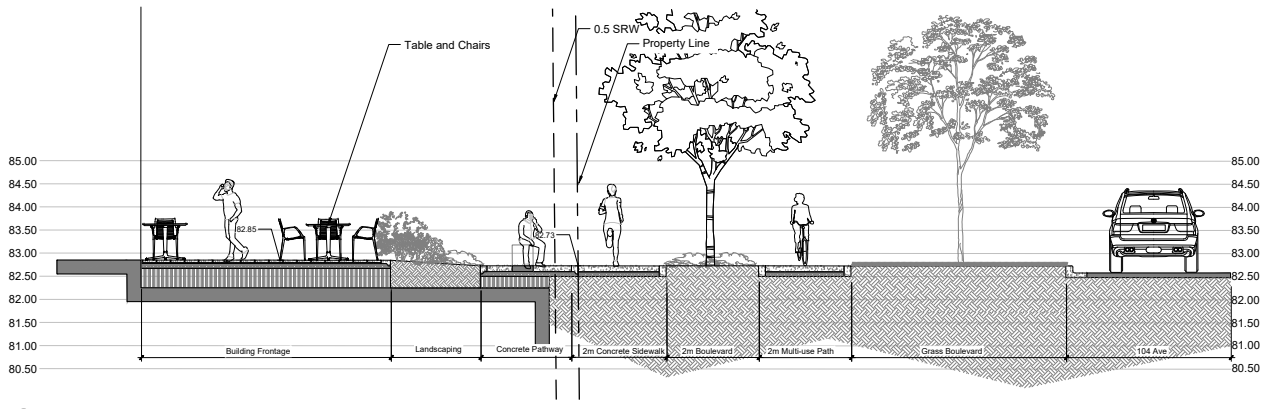 0.5 SRW
Table and Chairs
Property Line
85.00
84.50
84.00
83.50
83.00
82.50
82.00
81.50
81.00
80.50
82.85
85.00
84.50
84.00
83.50
83.00
82.50
82.00
81.50
81.00
80.50
Building Frontage
Landscaping
Concrete Pathway
2m Concrete Sidewalk
2m Boulevard
2m Multi-use Path
Grass Boulevard
104 Ave